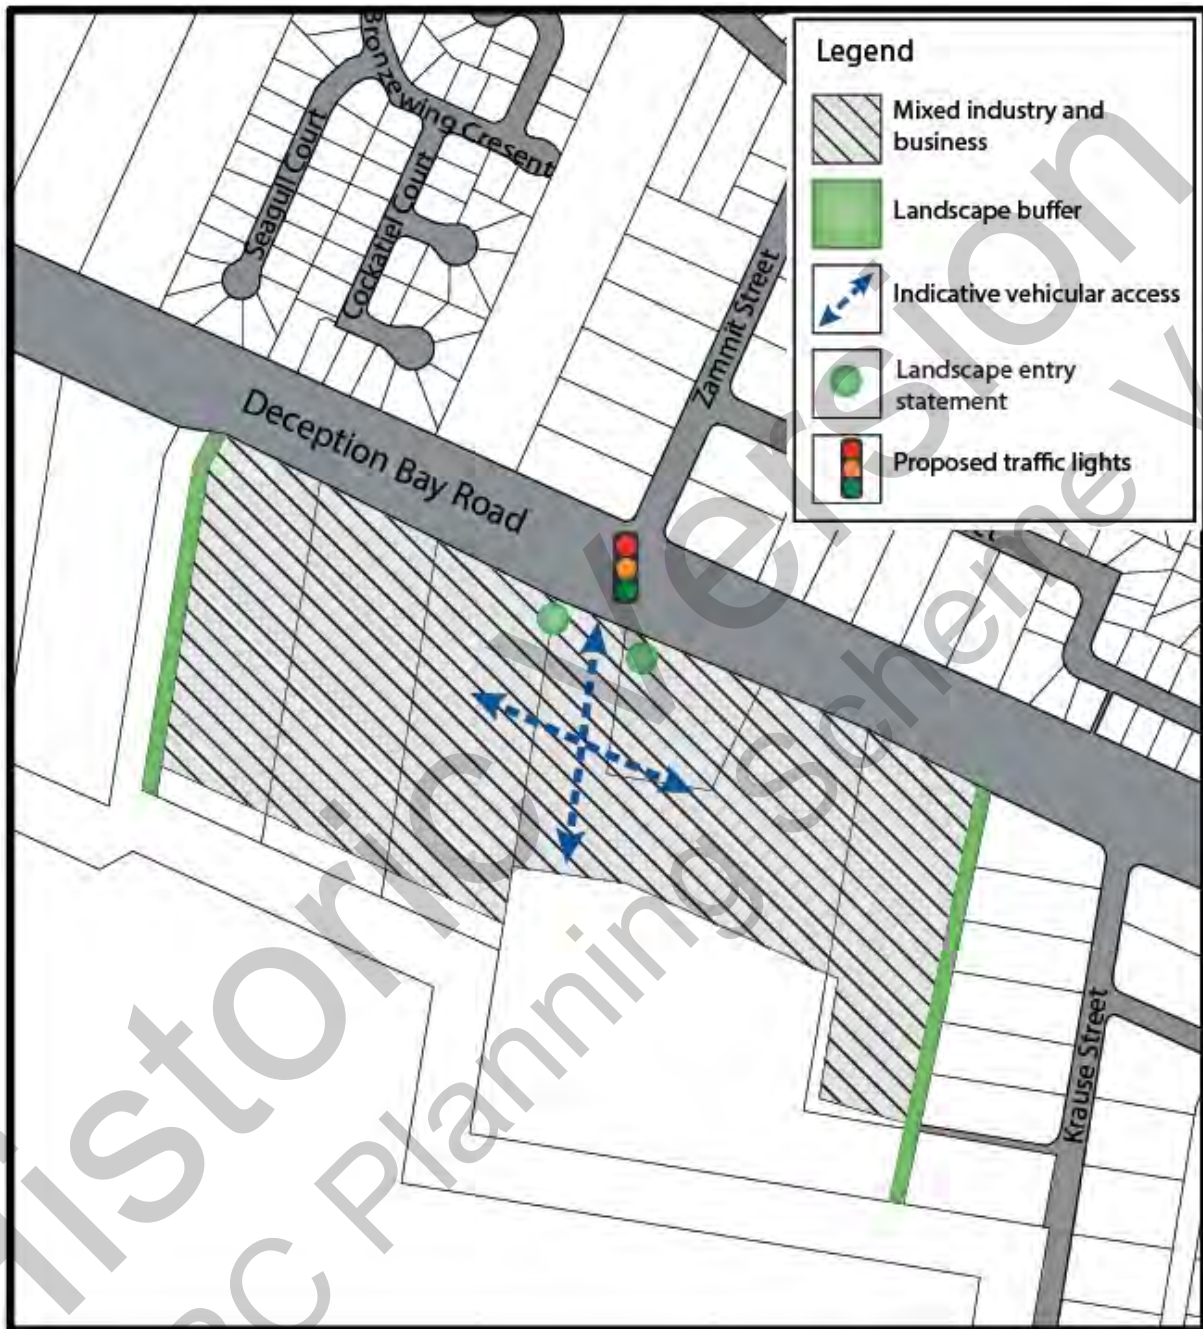 Legend
Mixed industry and
business
Landscape buffer
Indicative vehicular access
Landscape entry
statement
Proposed traffic lights
Bronzewing Cresent
Seagull Court
Cockatiel Court
Zammit Street
Deception Bay Road
Krause Street
Historic Version
Planning Scheme V